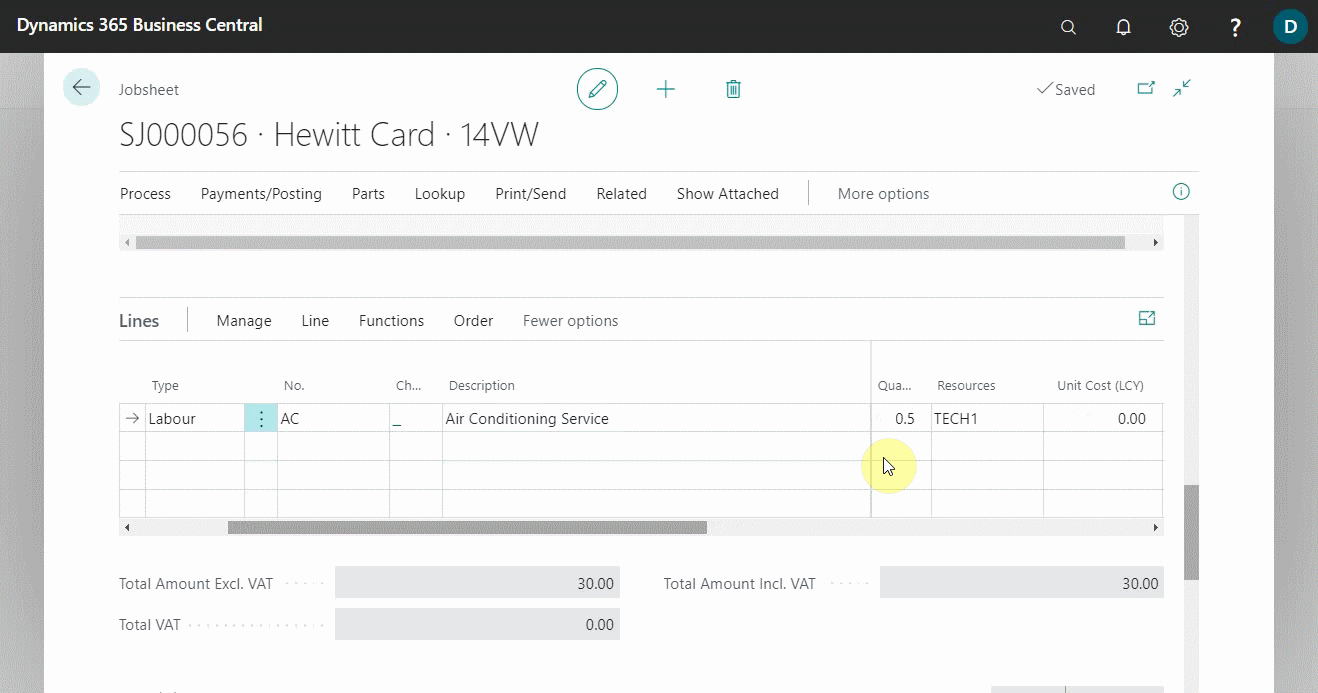 Dynamics 365 Business Central
? D
Jobsheet
Saved
SJ000056 · Hewitt Card · 14VW
Process Payments/Posting Parts Lookup Print/Send Related Show Attached More options
Lines Manage Line Functions Order Fewer options
Type No. Ch... Description Qua... Resources Unit Cost (LCY)
Labour AC _ Air Conditioning Service 0.5 TECH1 0.00
Total Amount Excl. VAT 30.00 Total Amount Incl. VAT 30.00
Total VAT 0.00